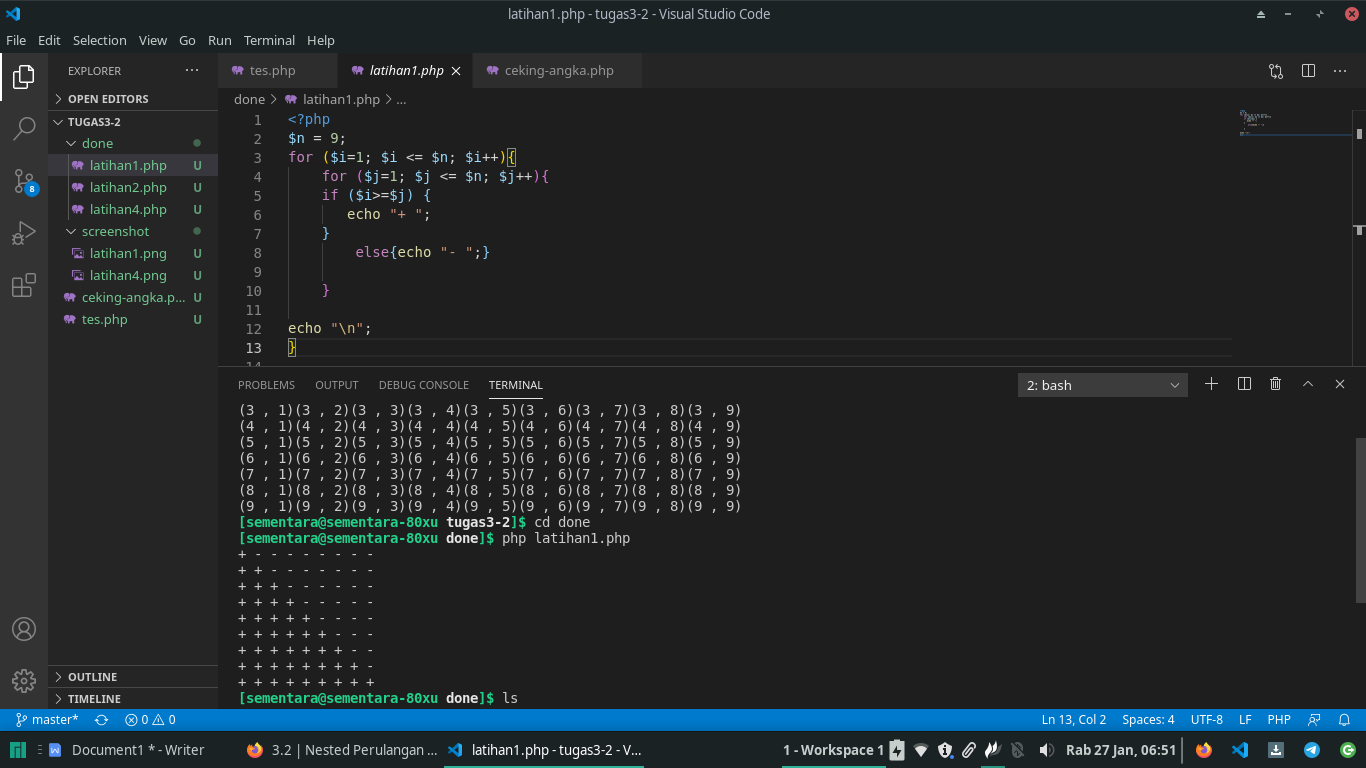 latihan1.php - tugas3-2 - Visual Studio Code
File Edit Selection View Go Run Terminal Help
EXPLORER
OPEN EDITORS
TUGAS3-2
done
latihan1.php U
latihan2.php U
latihan4.php U
screenshot
latihan1.png U
latihan4.png U
ceking-angka.p... U
tes.php U
OUTLINE
TIMELINE
8
tes.php latihan1.php ceking-angka.php
done > latihan1.php > ...
1 <?php
2 $n = 9;
3 for ($i=1; $i <= $n; $i++){
4 for ($j=1; $j <= $n; $j++){
5 if ($i>=$j) {
6 echo "+ ";
7 }
8 else{echo "- ";}
9
10 }
11
12 echo "\n";
13 }
14
PROBLEMS OUTPUT DEBUG CONSOLE TERMINAL
2: bash
(3 , 1)(3 , 2)(3 , 3)(3 , 4)(3 , 5)(3 , 6)(3 , 7)(3 , 8)(3 , 9)
(4 , 1)(4 , 2)(4 , 3)(4 , 4)(4 , 5)(4 , 6)(4 , 7)(4 , 8)(4 , 9)
(5 , 1)(5 , 2)(5 , 3)(5 , 4)(5 , 5)(5 , 6)(5 , 7)(5 , 8)(5 , 9)
(6 , 1)(6 , 2)(6 , 3)(6 , 4)(6 , 5)(6 , 6)(6 , 7)(6 , 8)(6 , 9)
(7 , 1)(7 , 2)(7 , 3)(7 , 4)(7 , 5)(7 , 6)(7 , 7)(7 , 8)(7 , 9)
(8 , 1)(8 , 2)(8 , 3)(8 , 4)(8 , 5)(8 , 6)(8 , 7)(8 , 8)(8 , 9)
(9 , 1)(9 , 2)(9 , 3)(9 , 4)(9 , 5)(9 , 6)(9 , 7)(9 , 8)(9 , 9)
[sementara@sementara-80xu tugas3-2]$ cd done
[sementara@sementara-80xu done]$ php latihan1.php
+ - - - - - - - -
+ + - - - - - - -
+ + + - - - - - -
+ + + + - - - - -
+ + + + + - - - -
+ + + + + + - - -
+ + + + + + + - -
+ + + + + + + + -
+ + + + + + + + +
[sementara@sementara-80xu done]$ ls
master* 0 0 Ln 13, Col 2 Spaces: 4 UTF-8 LF PHP
Document1 * - Writer 3.2 | Nested Perulangan ... latihan1.php - tugas3-2 - V... 1 - Workspace 1 Rab 27 Jan, 06:51